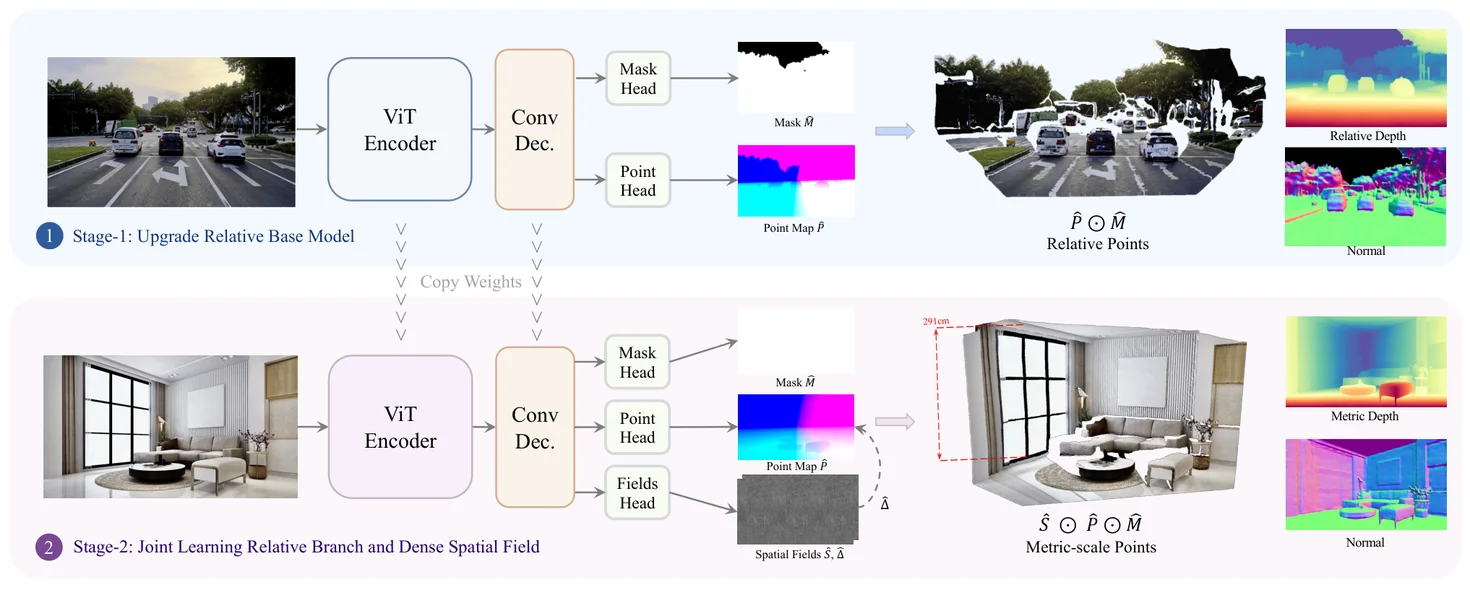 ViT
Encoder
Conv
Dec.
Mask
Head
Point
Head
Mask M̂
Point Map P̂
P̂ ⊙ M̂
Relative Points
Relative Depth
Normal
1 Stage-1: Upgrade Relative Base Model
Copy Weights
ViT
Encoder
Conv
Dec.
Mask
Head
Point
Head
Fields
Head
Mask M̂
Point Map P̂
Δ̂
Spatial Fields Ŝ, Δ̂
291cm
Ŝ ⊙ P̂ ⊙ M̂
Metric-scale Points
Metric Depth
Normal
2 Stage-2: Joint Learning Relative Branch and Dense Spatial Field